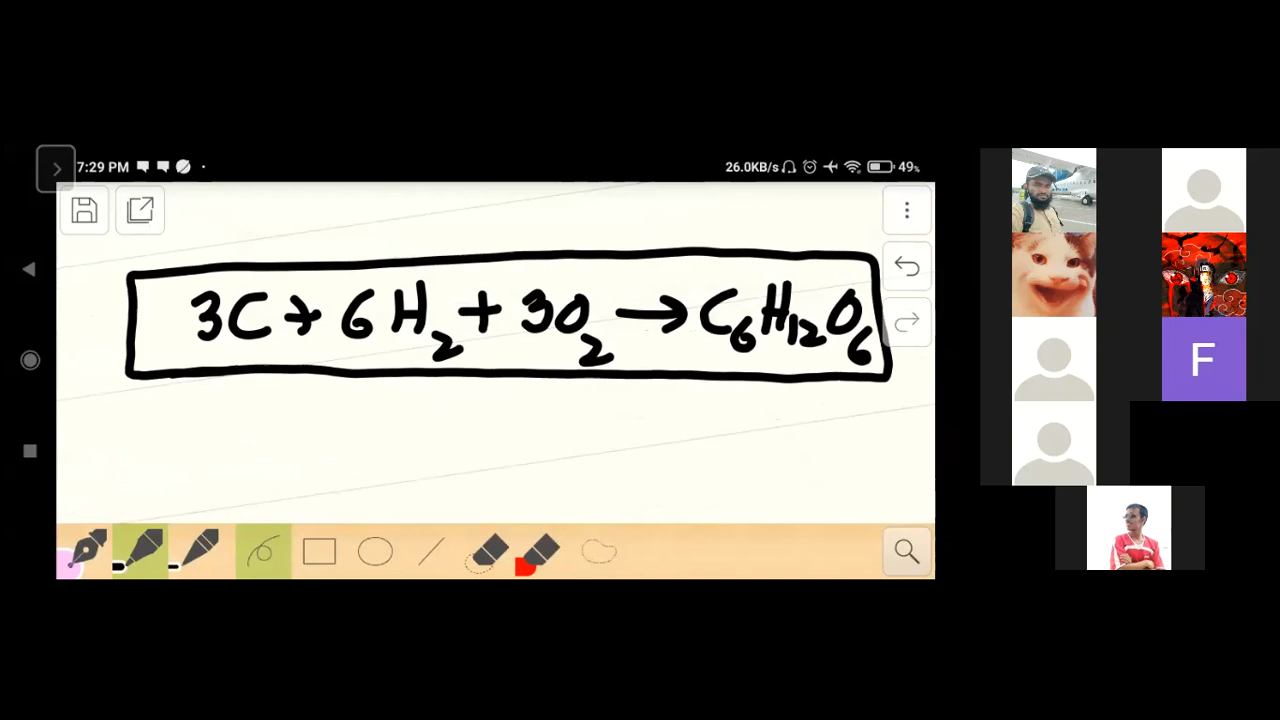 7:29 PM 26.0KB/s 49%
3C + 6H₂ + 3O₂ → C₆H₁₂O₆
F